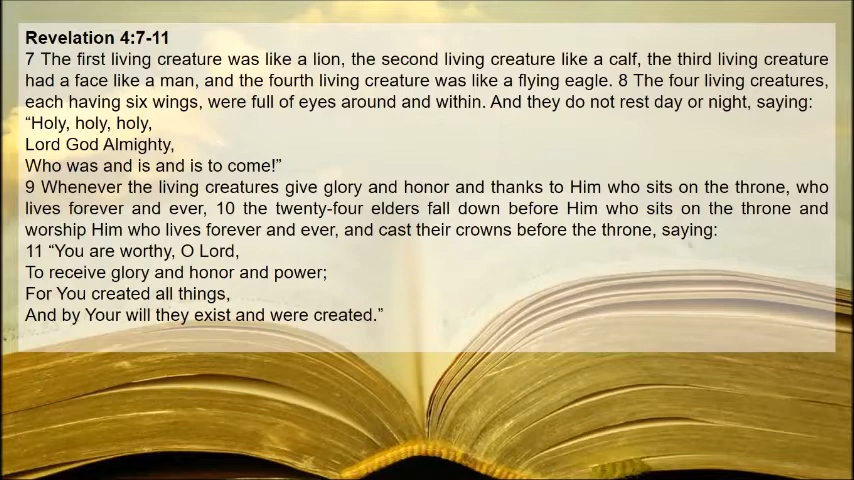 Revelation 4:7-11
7 The first living creature was like a lion, the second living creature like a calf, the third living creature
had a face like a man, and the fourth living creature was like a flying eagle. 8 The four living creatures,
each having six wings, were full of eyes around and within. And they do not rest day or night, saying:
“Holy, holy, holy,
Lord God Almighty,
Who was and is and is to come!”
9 Whenever the living creatures give glory and honor and thanks to Him who sits on the throne, who
lives forever and ever, 10 the twenty-four elders fall down before Him who sits on the throne and
worship Him who lives forever and ever, and cast their crowns before the throne, saying:
11 “You are worthy, O Lord,
To receive glory and honor and power;
For You created all things,
And by Your will they exist and were created.”